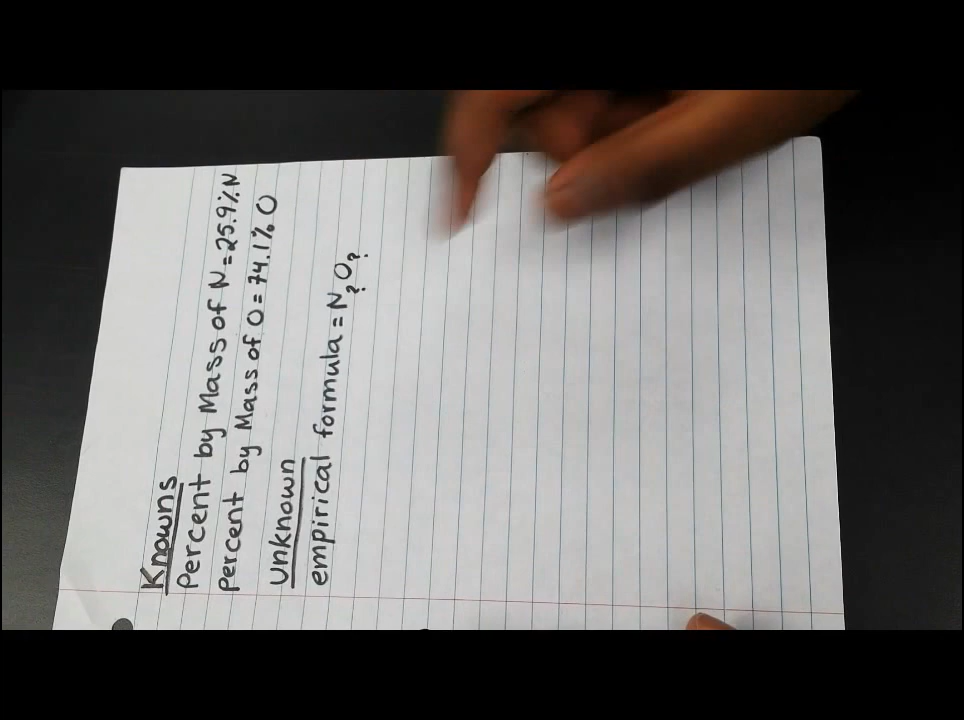 Knowns
Percent by Mass of N = 25.9% N
percent by Mass of O = 74.1% O
Unknown
empirical formula = N?O?